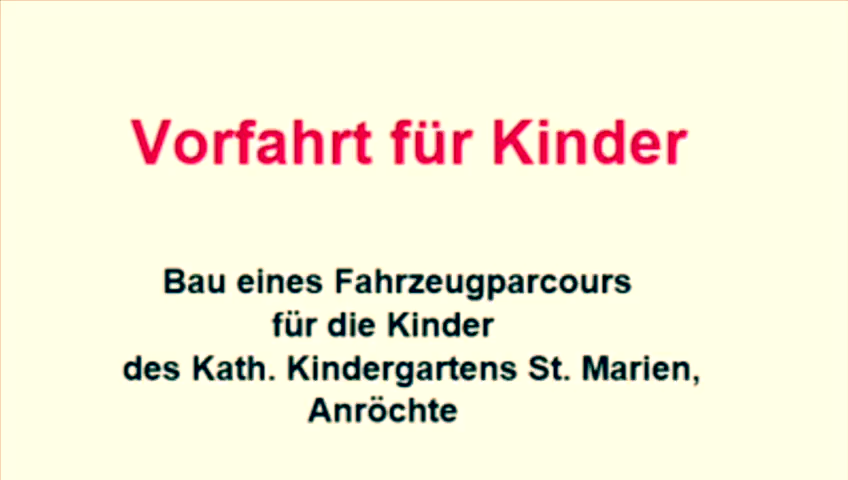 Vorfahrt für Kinder
Bau eines Fahrzeugparcours
für die Kinder
des Kath. Kindergartens St. Marien,
Anröchte